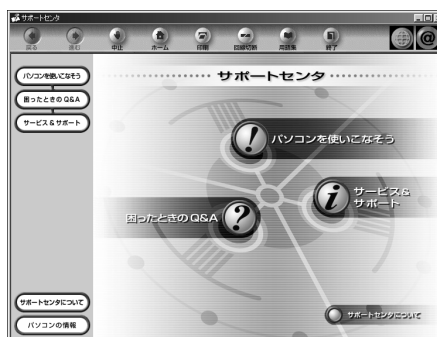 サポートセンタ
戻る 進む 中止 ホーム 印刷 回線切断 用語集 終了
パソコンを使いこなそう
困ったときのQ&A
サービス&サポート
サポートセンタ
パソコンを使いこなそう
サービス&
サポート
困ったときのQ&A
サポートセンタについて
パソコンの情報
サポートセンタについて